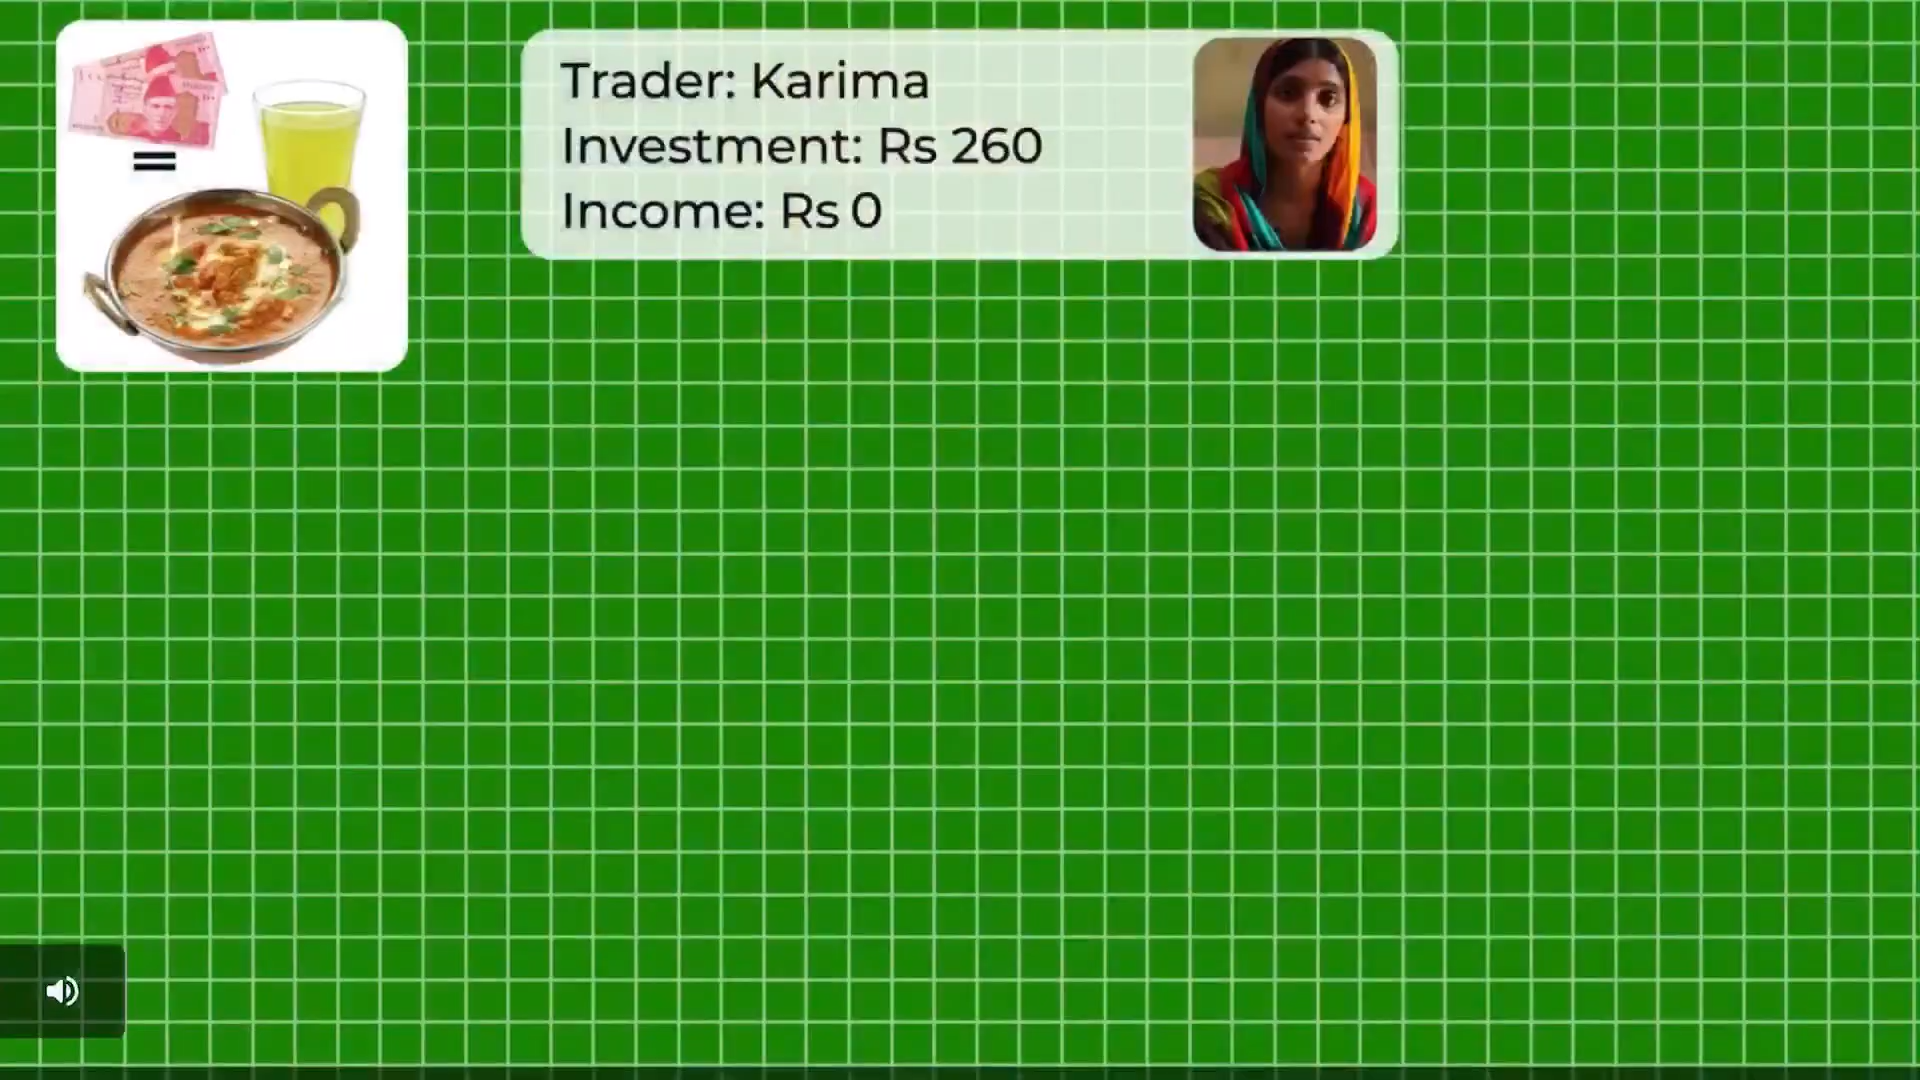 =
Trader: Karima
Investment: Rs 260
Income: Rs 0